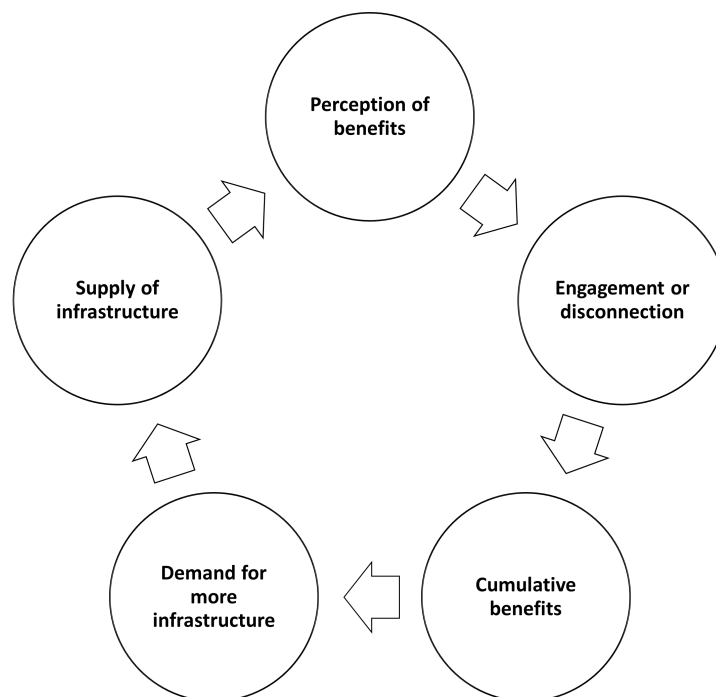 Perception of
benefits
Engagement or
disconnection
Cumulative
benefits
Demand for
more
infrastructure
Supply of
infrastructure